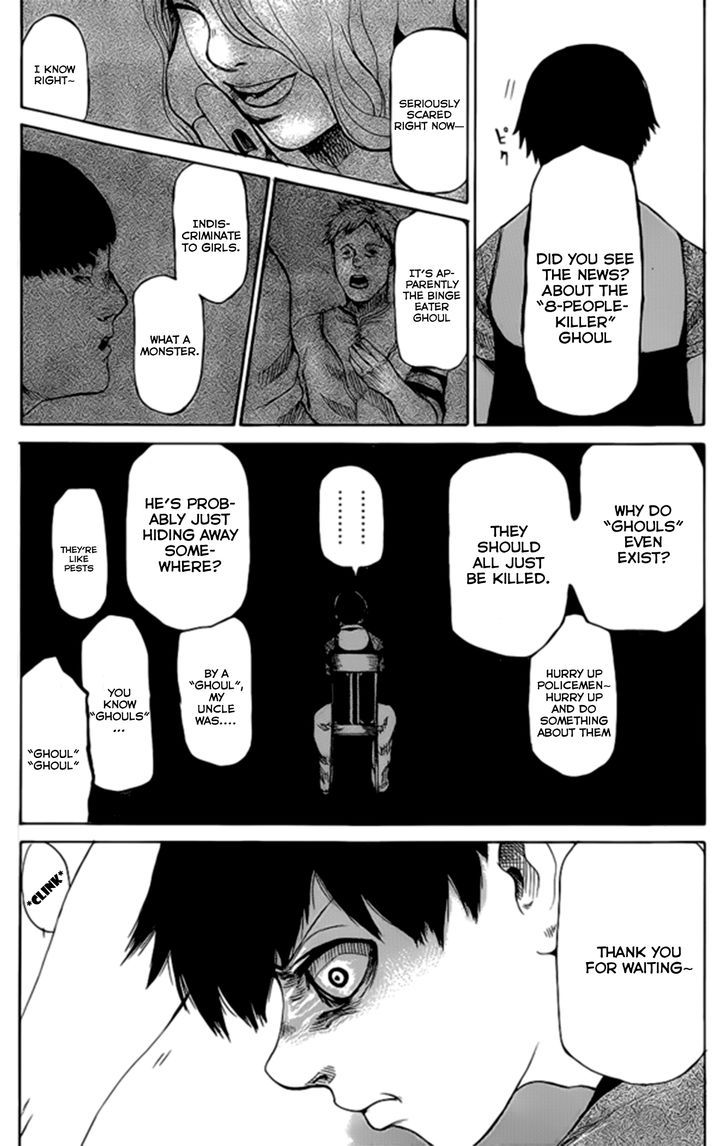 ピク
DID YOU SEE
THE NEWS?
ABOUT THE
"8-PEOPLE-
KILLER"
GHOUL
SERIOUSLY
SCARED
RIGHT NOW—
I KNOW
RIGHT~
IT'S AP-
PARENTLY
THE BINGE
EATER
GHOUL
INDIS-
CRIMINATE
TO GIRLS.
WHAT A
MONSTER.
WHY DO
"GHOULS"
EVEN
EXIST?
THEY
SHOULD
ALL JUST
BE KILLED.
HURRY UP
POLICEMEN~
HURRY UP
AND DO
SOMETHING
ABOUT THEM
..........
HE'S PROB-
ABLY JUST
HIDING AWAY
SOME-
WHERE?
BY A
"GHOUL",
MY
UNCLE
WAS....
THEY'RE
LIKE
PESTS
YOU
KNOW
"GHOULS"
...
"GHOUL"
"GHOUL"
THANK YOU
FOR WAITING~
*CLINK*